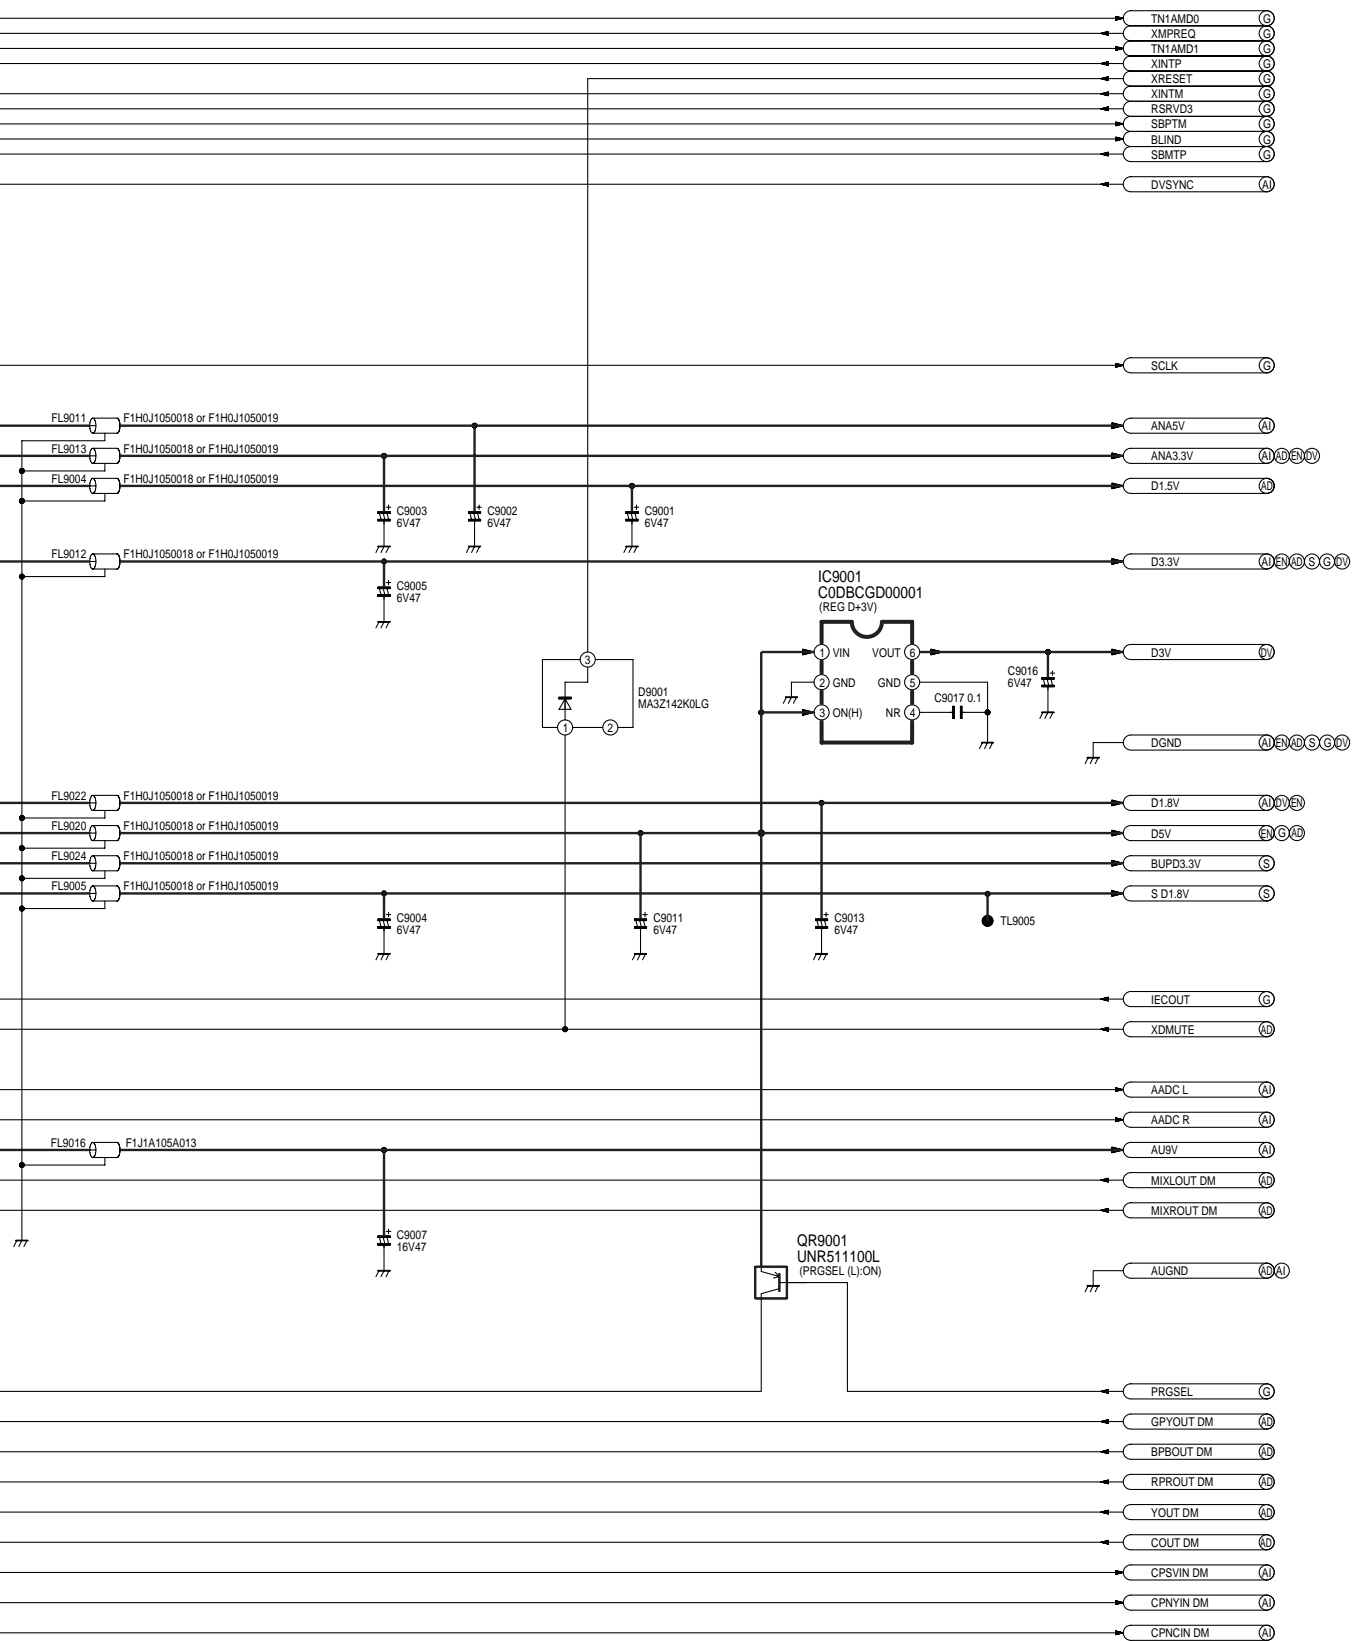 TN1AMD0 G
XMPREQ G
TN1AMD1 G
XINTP G
XRESET G
XINTM G
RSRVD3 G
SBPTM G
BLIND G
SBMTP G
DVSYNC AI
SCLK G
FL9011 F1H0J1050018 or F1H0J1050019 ANA5V AI
FL9013 F1H0J1050018 or F1H0J1050019 ANA3.3V AI AD EN DV
FL9004 F1H0J1050018 or F1H0J1050019 D1.5V AD
+ C9003 6V47
+ C9002 6V47
+ C9001 6V47
FL9012 F1H0J1050018 or F1H0J1050019 D3.3V AI EN AD S G DV
+ C9005 6V47
IC9001
C0DBCGD00001
(REG D+3V)
1 VIN VOUT 6 D3V DV
C9016 6V47 +
2 GND GND 5
C9017 0.1
3 ON(H) NR 4
3
D9001
MA3Z142K0LG
1 2
DGND AI EN AD S G DV
FL9022 F1H0J1050018 or F1H0J1050019 D1.8V AI DV EN
FL9020 F1H0J1050018 or F1H0J1050019 D5V EN G AD
FL9024 F1H0J1050018 or F1H0J1050019 BUPD3.3V S
FL9005 F1H0J1050018 or F1H0J1050019 S D1.8V S
+ C9004 6V47
+ C9011 6V47
+ C9013 6V47
TL9005
IECOUT G
XDMUTE AD
AADC L AI
AADC R AI
FL9016 F1J1A105A013 AU9V AI
MIXLOUT DM AD
MIXROUT DM AD
+ C9007 16V47
QR9001
UNR511100L
(PRGSEL (L):ON)
AUGND AD AI
PRGSEL G
GPYOUT DM AD
BPBOUT DM AD
RPROUT DM AD
YOUT DM AD
COUT DM AD
CPSVIN DM AI
CPNYIN DM AI
CPNCIN DM AI